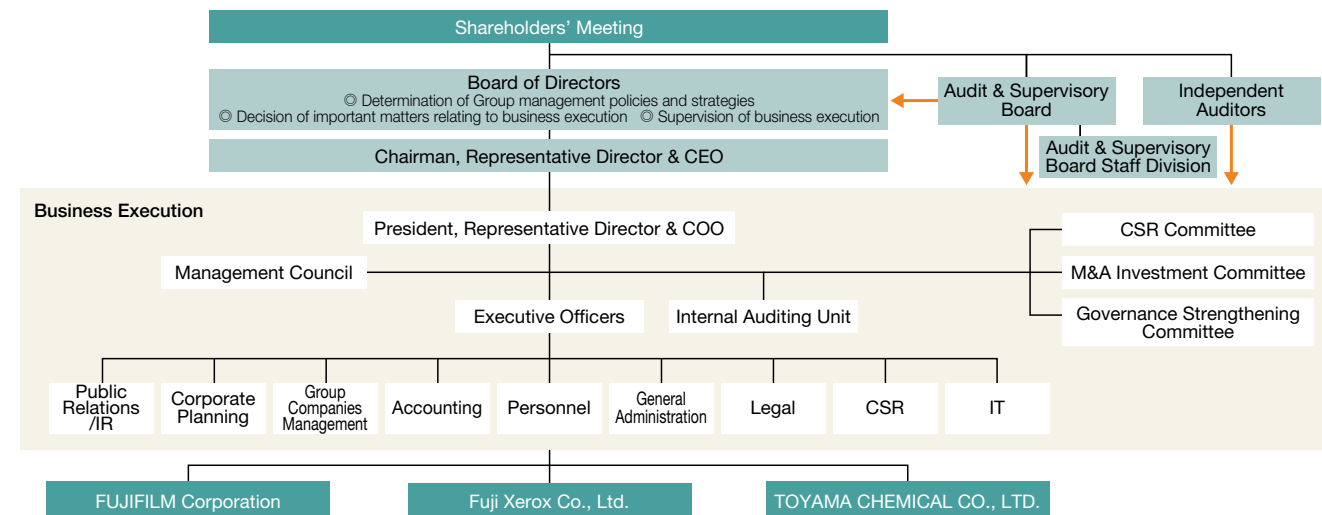 Shareholders' Meeting
Board of Directors
◎ Determination of Group management policies and strategies
◎ Decision of important matters relating to business execution ◎ Supervision of business execution
Audit & Supervisory
Board
Independent
Auditors
Audit & Supervisory
Board Staff Division
Chairman, Representative Director & CEO
Business Execution
President, Representative Director & COO
CSR Committee
Management Council
M&A Investment Committee
Executive Officers
Internal Auditing Unit
Governance Strengthening
Committee
Public
Relations
/IR
Corporate
Planning
Group
Companies
Management
Accounting
Personnel
General
Administration
Legal
CSR
IT
FUJIFILM Corporation
Fuji Xerox Co., Ltd.
TOYAMA CHEMICAL CO., LTD.